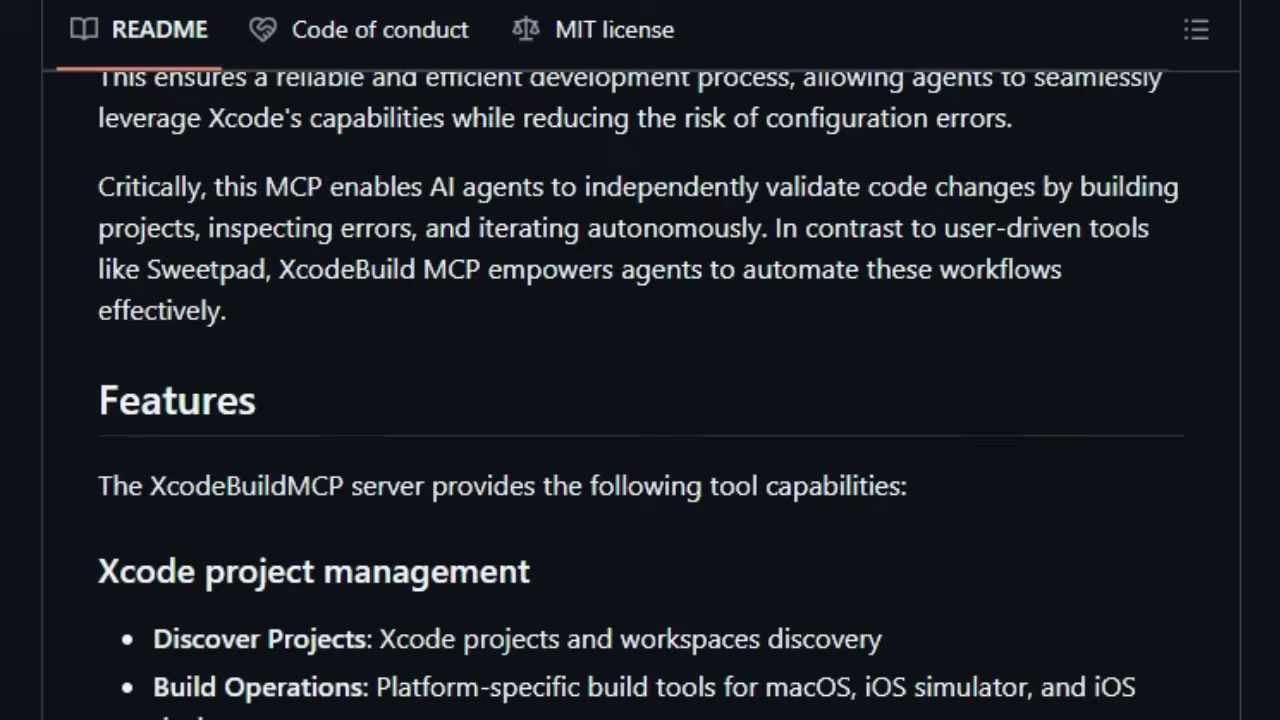 README Code of conduct MIT license
This ensures a reliable and efficient development process, allowing agents to seamlessly
leverage Xcode's capabilities while reducing the risk of configuration errors.
Critically, this MCP enables AI agents to independently validate code changes by building
projects, inspecting errors, and iterating autonomously. In contrast to user-driven tools
like Sweetpad, XcodeBuild MCP empowers agents to automate these workflows
effectively.
Features
The XcodeBuildMCP server provides the following tool capabilities:
Xcode project management
• Discover Projects: Xcode projects and workspaces discovery
• Build Operations: Platform-specific build tools for macOS, iOS simulator, and iOS